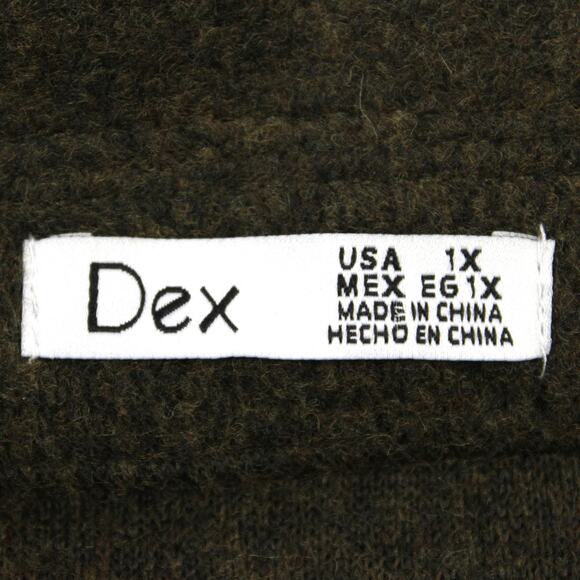 Dex
USA 1X
MEX EG 1X
MADE IN CHINA
HECHO EN CHINA